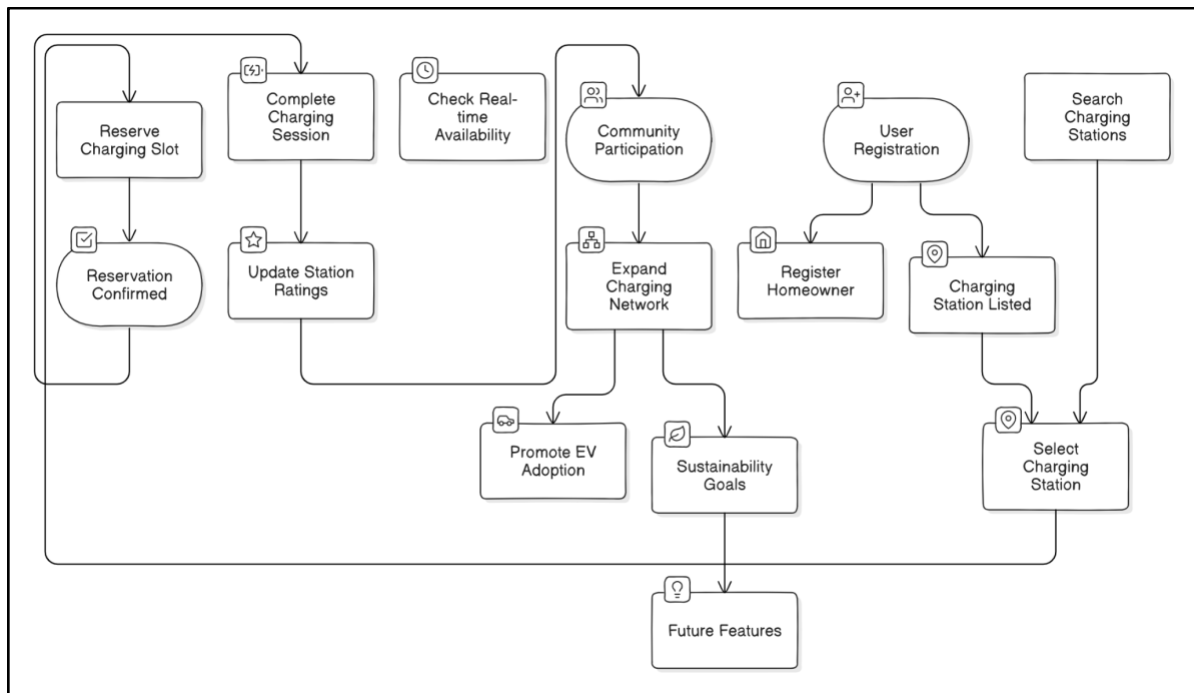 Reserve
Charging Slot
Complete
Charging
Session
Check Real-
time
Availability
Community
Participation
User
Registration
Search
Charging
Stations
Reservation
Confirmed
Update Station
Ratings
Expand
Charging
Network
Register
Homeowner
Charging
Station Listed
Promote EV
Adoption
Sustainability
Goals
Select
Charging
Station
Future Features